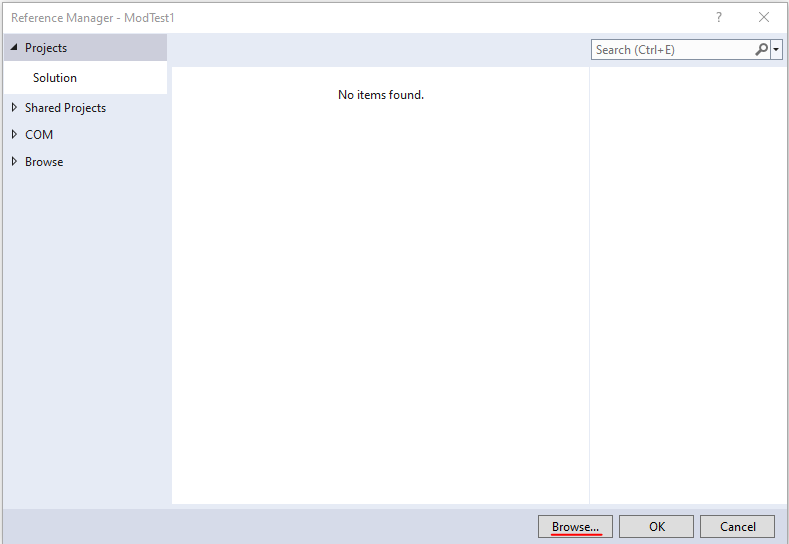 Reference Manager - ModTest1
?
Projects
Search (Ctrl+E)
Solution
No items found.
Shared Projects
COM
Browse
Browse...
OK
Cancel